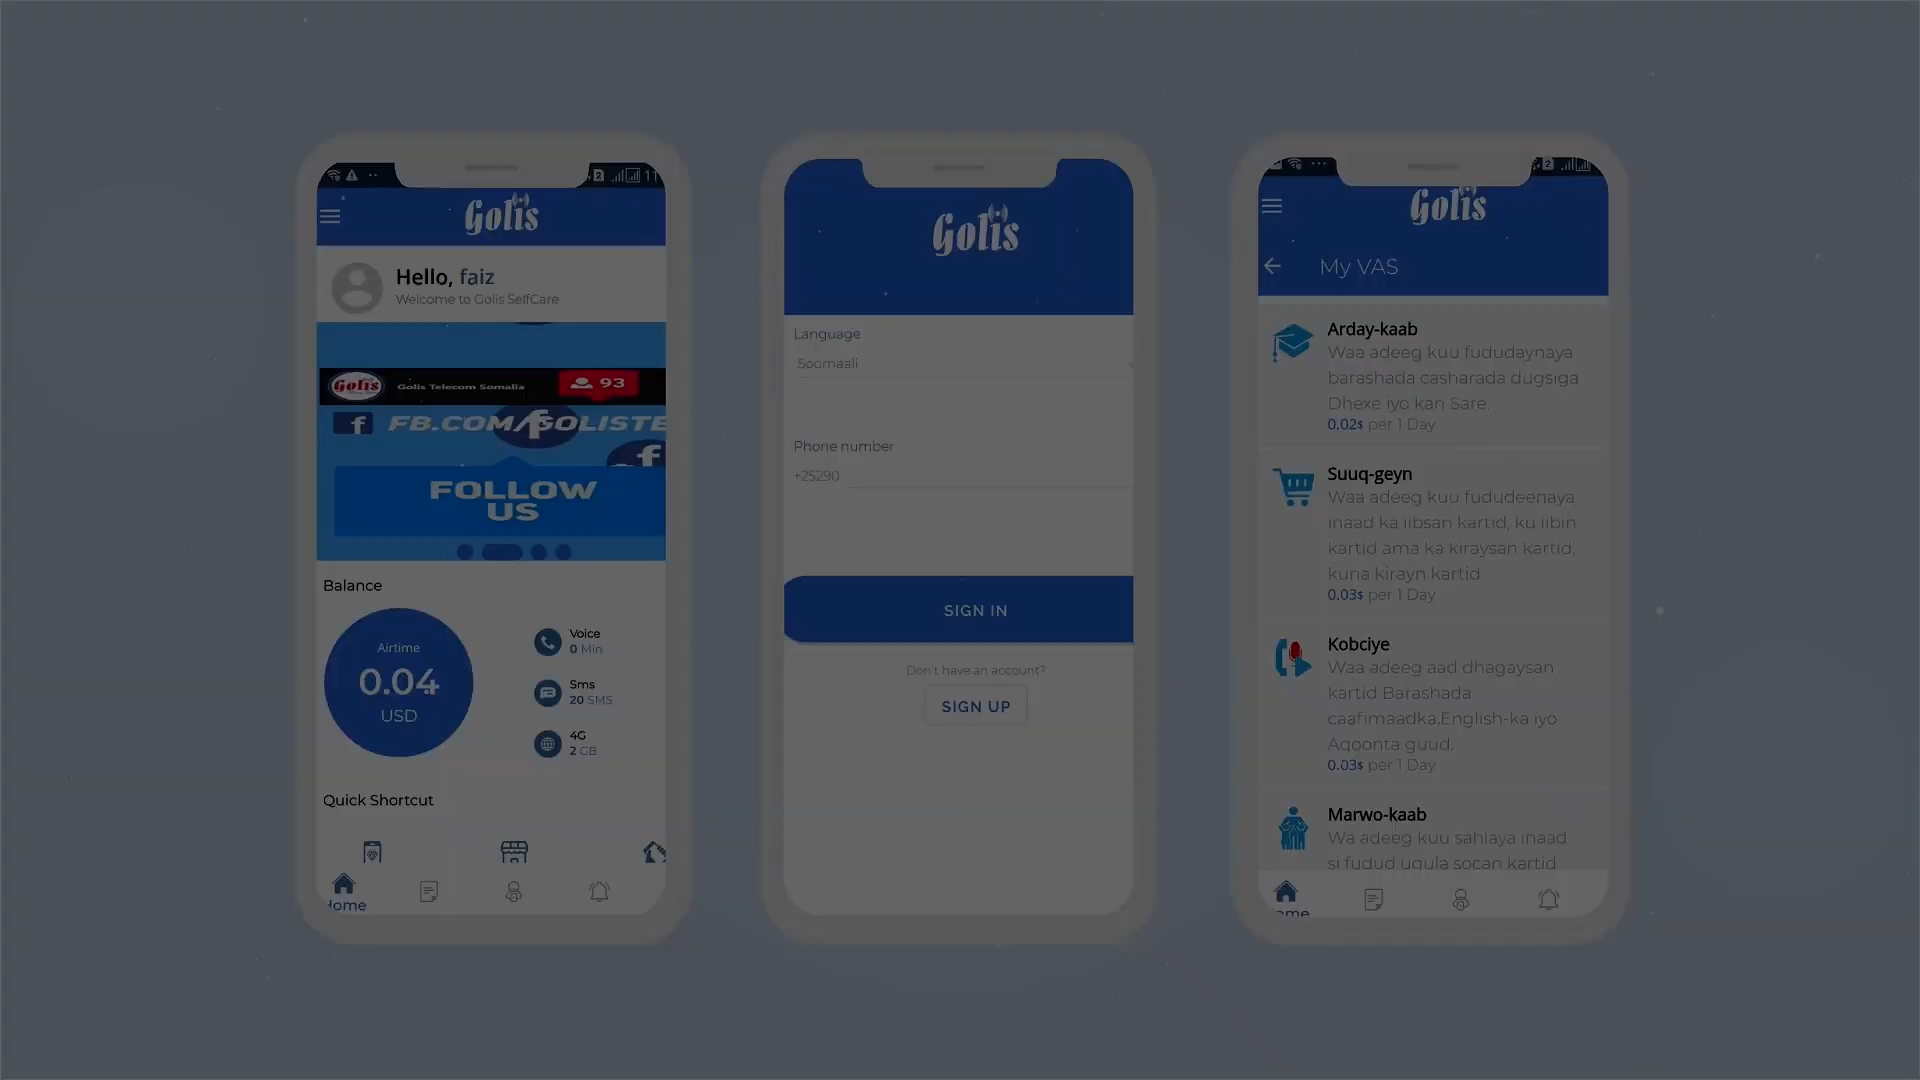 Golis
Hello, faiz
Welcome to Golis SelfCare
Golis
Golis Telecom Somalia
93
FB.COM/GOLISTE
FOLLOW
US
Balance
Airtime
0.04
USD
Voice
0 Min
Sms
20 SMS
4G
2 GB
Quick Shortcut
Home
Golis
Language
Soomaali
Phone number
+25290
SIGN IN
Don't have an account?
SIGN UP
2
Golis
My VAS
Arday-kaab
Waa adeeg kuu fududaynaya
barashada casharada dugsiga
Dhexe iyo kan Sare.
0.02$ per 1 Day
Suuq-geyn
Waa adeeg kuu fududeenaya
inaad ka iibsan kartid, ku iibin
kartid ama ka kiraysan kartid,
kuna kirayn kartid
0.03$ per 1 Day
Kobciye
Waa adeeg aad dhagaysan
kartid Barashada
caafimaadka,English-ka iyo
Aqoonta guud.
0.03$ per 1 Day
Marwo-kaab
Wa adeeg kuu sahlaya inaad
si fudud ugula socan kartid